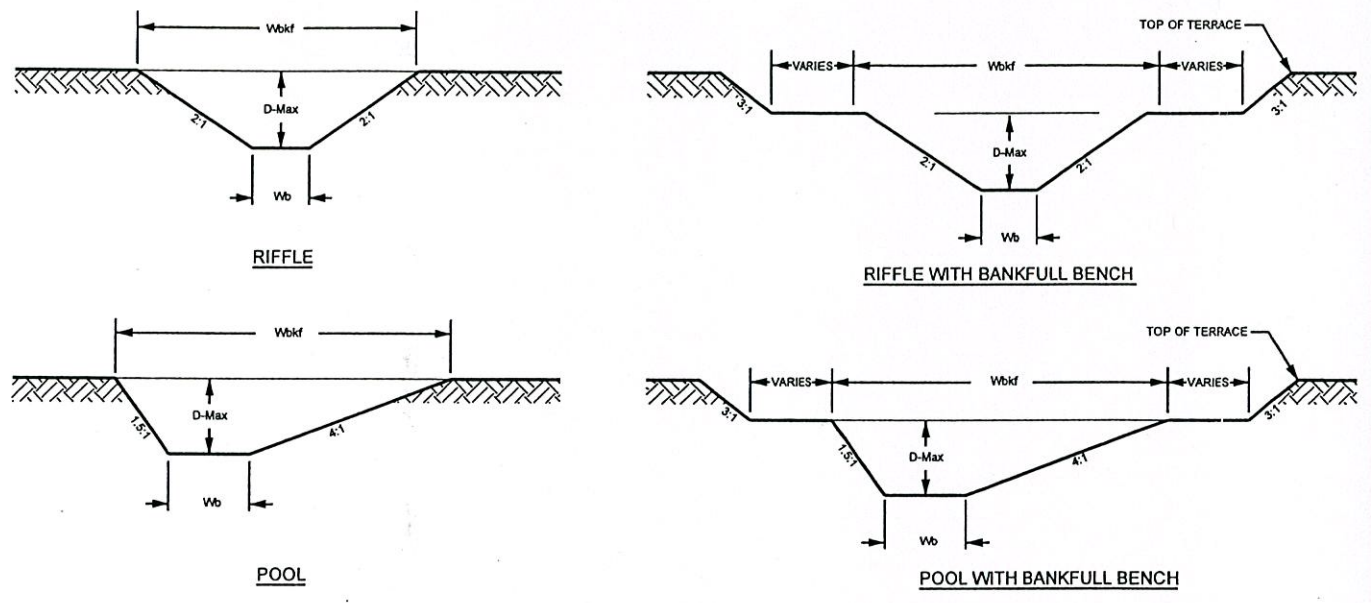 Wbkf
D-Max
2:1
2:1
Wb
RIFFLE
TOP OF TERRACE
VARIES
Wbkf
VARIES
3:1
3:1
D-Max
2:1
2:1
Wb
RIFFLE WITH BANKFULL BENCH
Wbkf
D-Max
1.5:1
4:1
Wb
POOL
TOP OF TERRACE
VARIES
Wbkf
VARIES
3:1
3:1
D-Max
1.5:1
4:1
Wb
POOL WITH BANKFULL BENCH